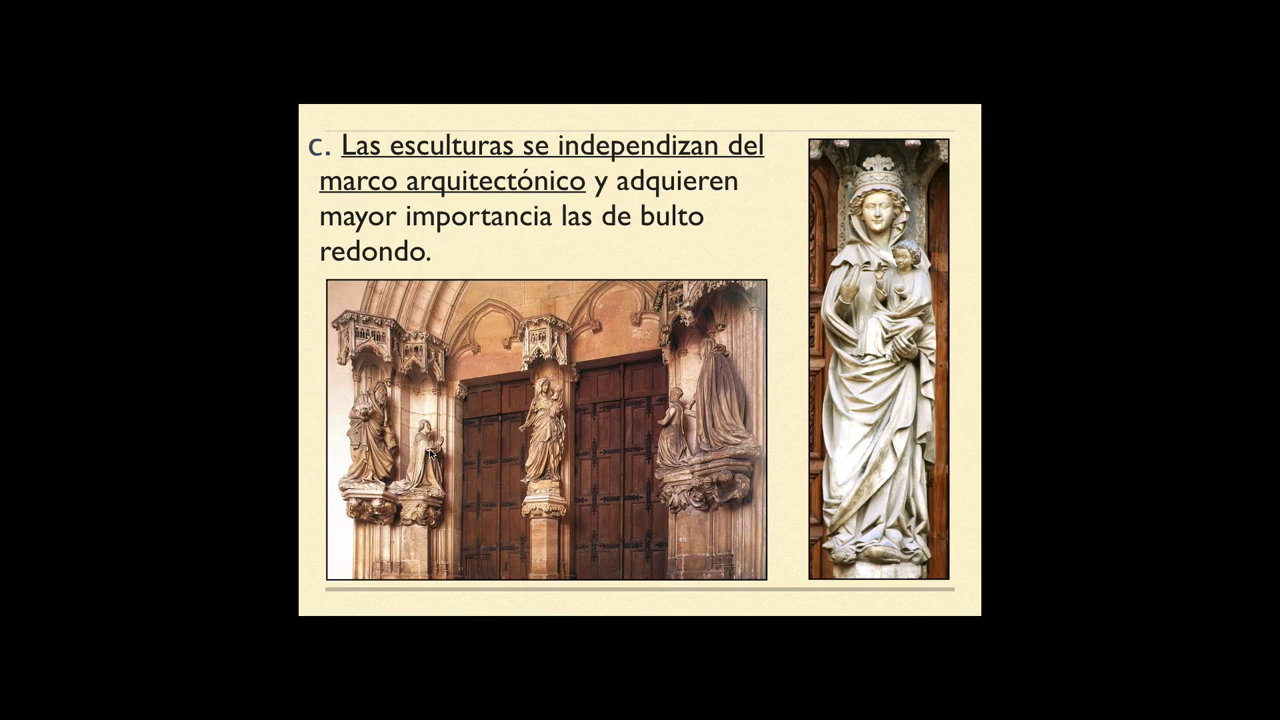 c. Las esculturas se independizan del
marco arquitectónico y adquieren
mayor importancia las de bulto
redondo.